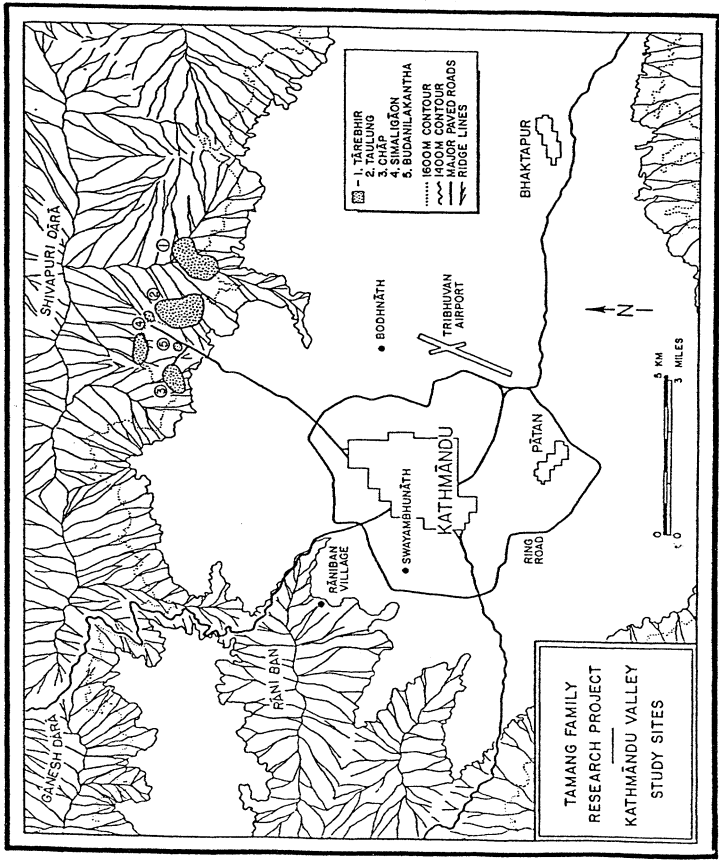 GĀNESH DĀRĀ
SHIVAPURI DĀRĀ
1
2
4
5
3
RĀNI BAN
RĀNIBAN
VILLAGE
SWAYAMBHUNĀTH
KATHMĀNDU
BODHNĀTH
TRIBHUVAN
AIRPORT
BHAKTAPUR
PĀTAN
RING
ROAD
- 1. TĀREBHIR
2. TAULUNG
3. CHĀP
4. SIMALIGĀON
5. BUDANILAKANTHA
1600M CONTOUR
1400M CONTOUR
MAJOR PAVED ROADS
RIDGE LINES
N
0 5 KM
0 3 MILES
TAMANG FAMILY
RESEARCH PROJECT
KATHMĀNDU VALLEY
STUDY SITES